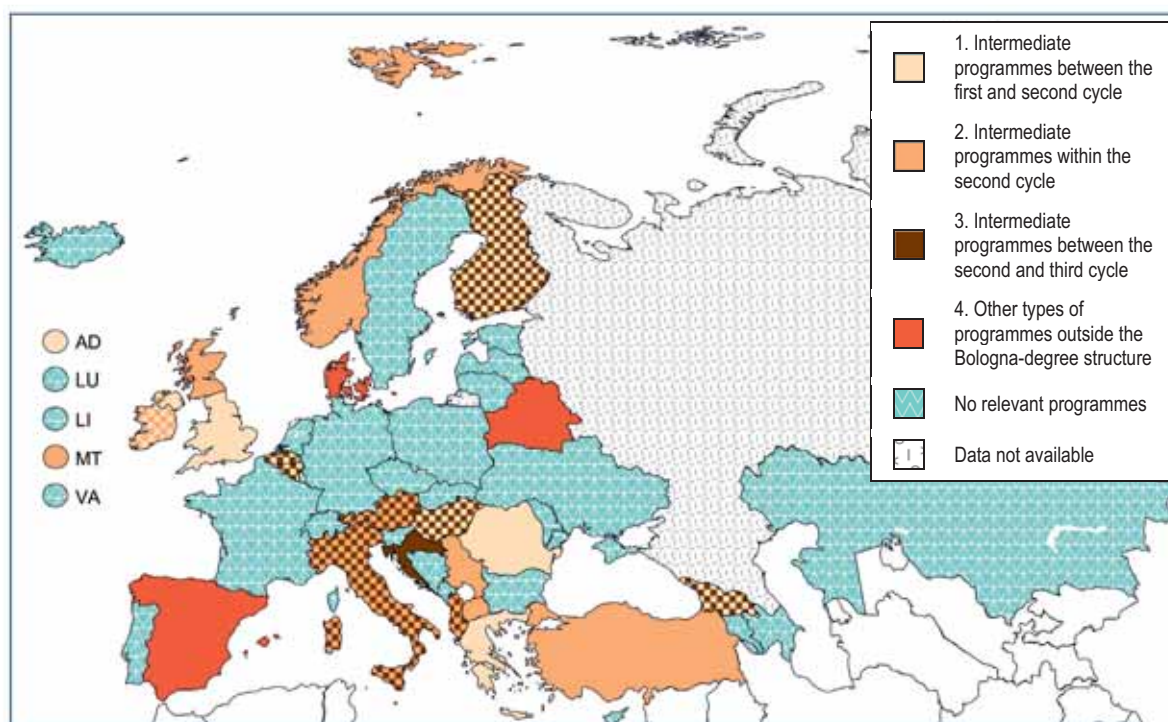 1. Intermediate
programmes between the
first and second cycle
2. Intermediate
programmes within the
second cycle
3. Intermediate
programmes between the
second and third cycle
4. Other types of
programmes outside the
Bologna-degree structure
No relevant programmes
Data not available
AD
LU
LI
MT
VA